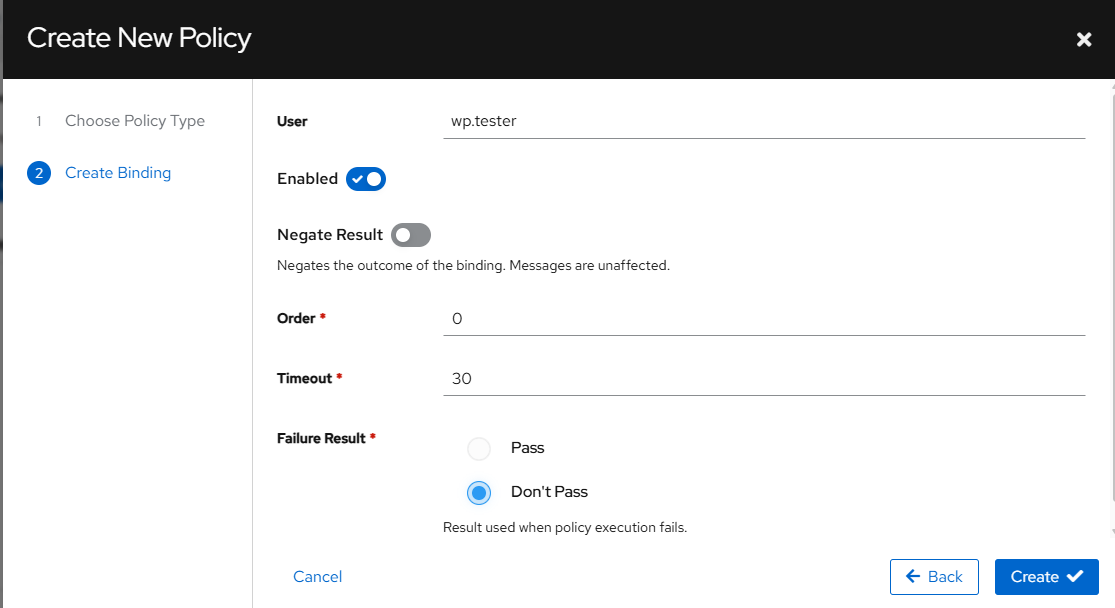 Create New Policy
1 Choose Policy Type
2 Create Binding
User wp.tester
Enabled
Negate Result
Negates the outcome of the binding. Messages are unaffected.
Order * 0
Timeout * 30
Failure Result *
Pass
Don't Pass
Result used when policy execution fails.
Cancel Back Create